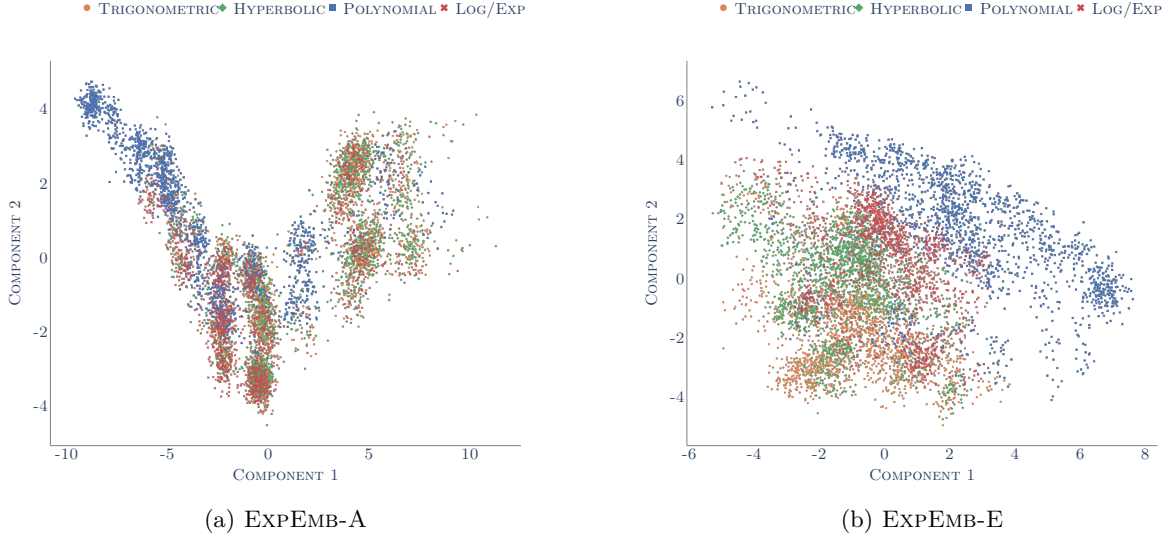 TRIGONOMETRIC HYPERBOLIC POLYNOMIAL LOG/EXP
4
2
0
-2
-4
COMPONENT 2
-10 -5 0 5 10
COMPONENT 1
(a) EXPEMB-A
TRIGONOMETRIC HYPERBOLIC POLYNOMIAL LOG/EXP
6
4
2
0
-2
-4
COMPONENT 2
-6 -4 -2 0 2 4 6 8
COMPONENT 1
(b) EXPEMB-E